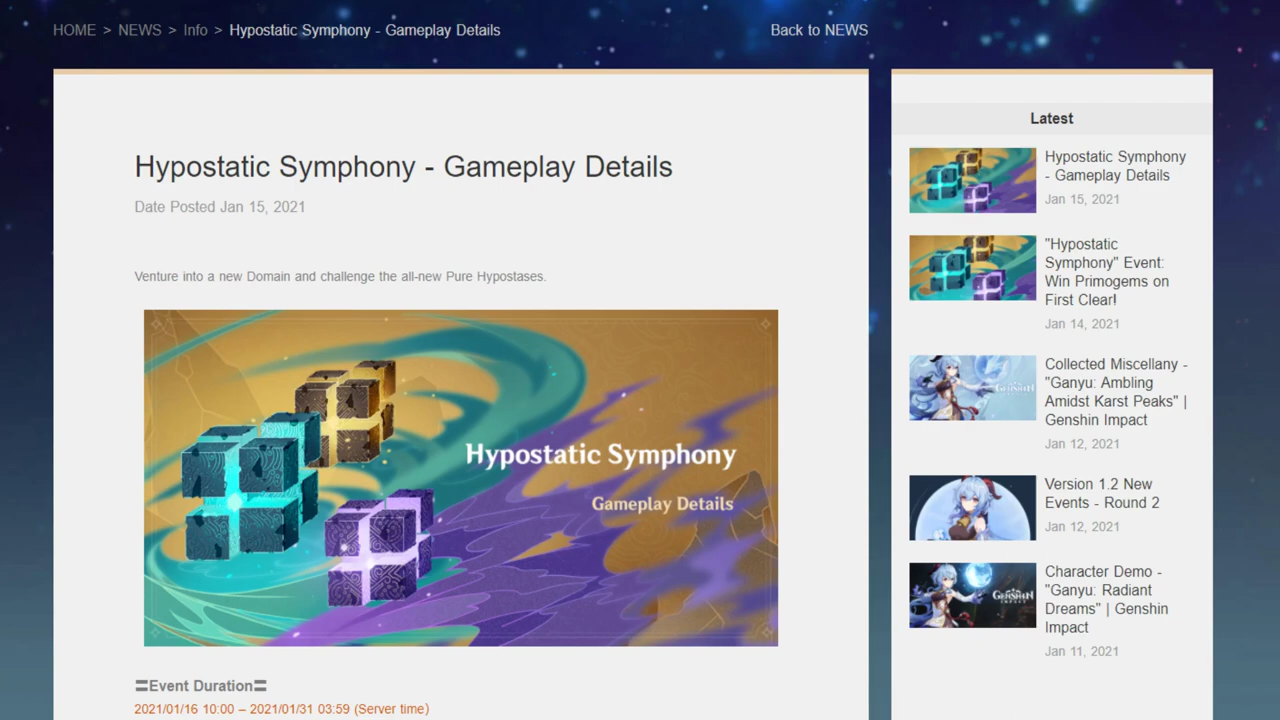 HOME > NEWS > Info > Hypostatic Symphony - Gameplay Details
Back to NEWS
Hypostatic Symphony - Gameplay Details
Date Posted Jan 15, 2021
Venture into a new Domain and challenge the all-new Pure Hypostases.
Hypostatic Symphony
Gameplay Details
〓Event Duration〓
2021/01/16 10:00 – 2021/01/31 03:59 (Server time)
Latest
Hypostatic Symphony
- Gameplay Details
Jan 15, 2021
"Hypostatic
Symphony" Event:
Win Primogems on
First Clear!
Jan 14, 2021
GENSHIN
Collected Miscellany -
"Ganyu: Ambling
Amidst Karst Peaks" |
Genshin Impact
Jan 12, 2021
Version 1.2 New
Events - Round 2
Jan 12, 2021
GENSHIN
IMPACT
Character Demo -
"Ganyu: Radiant
Dreams" | Genshin
Impact
Jan 11, 2021